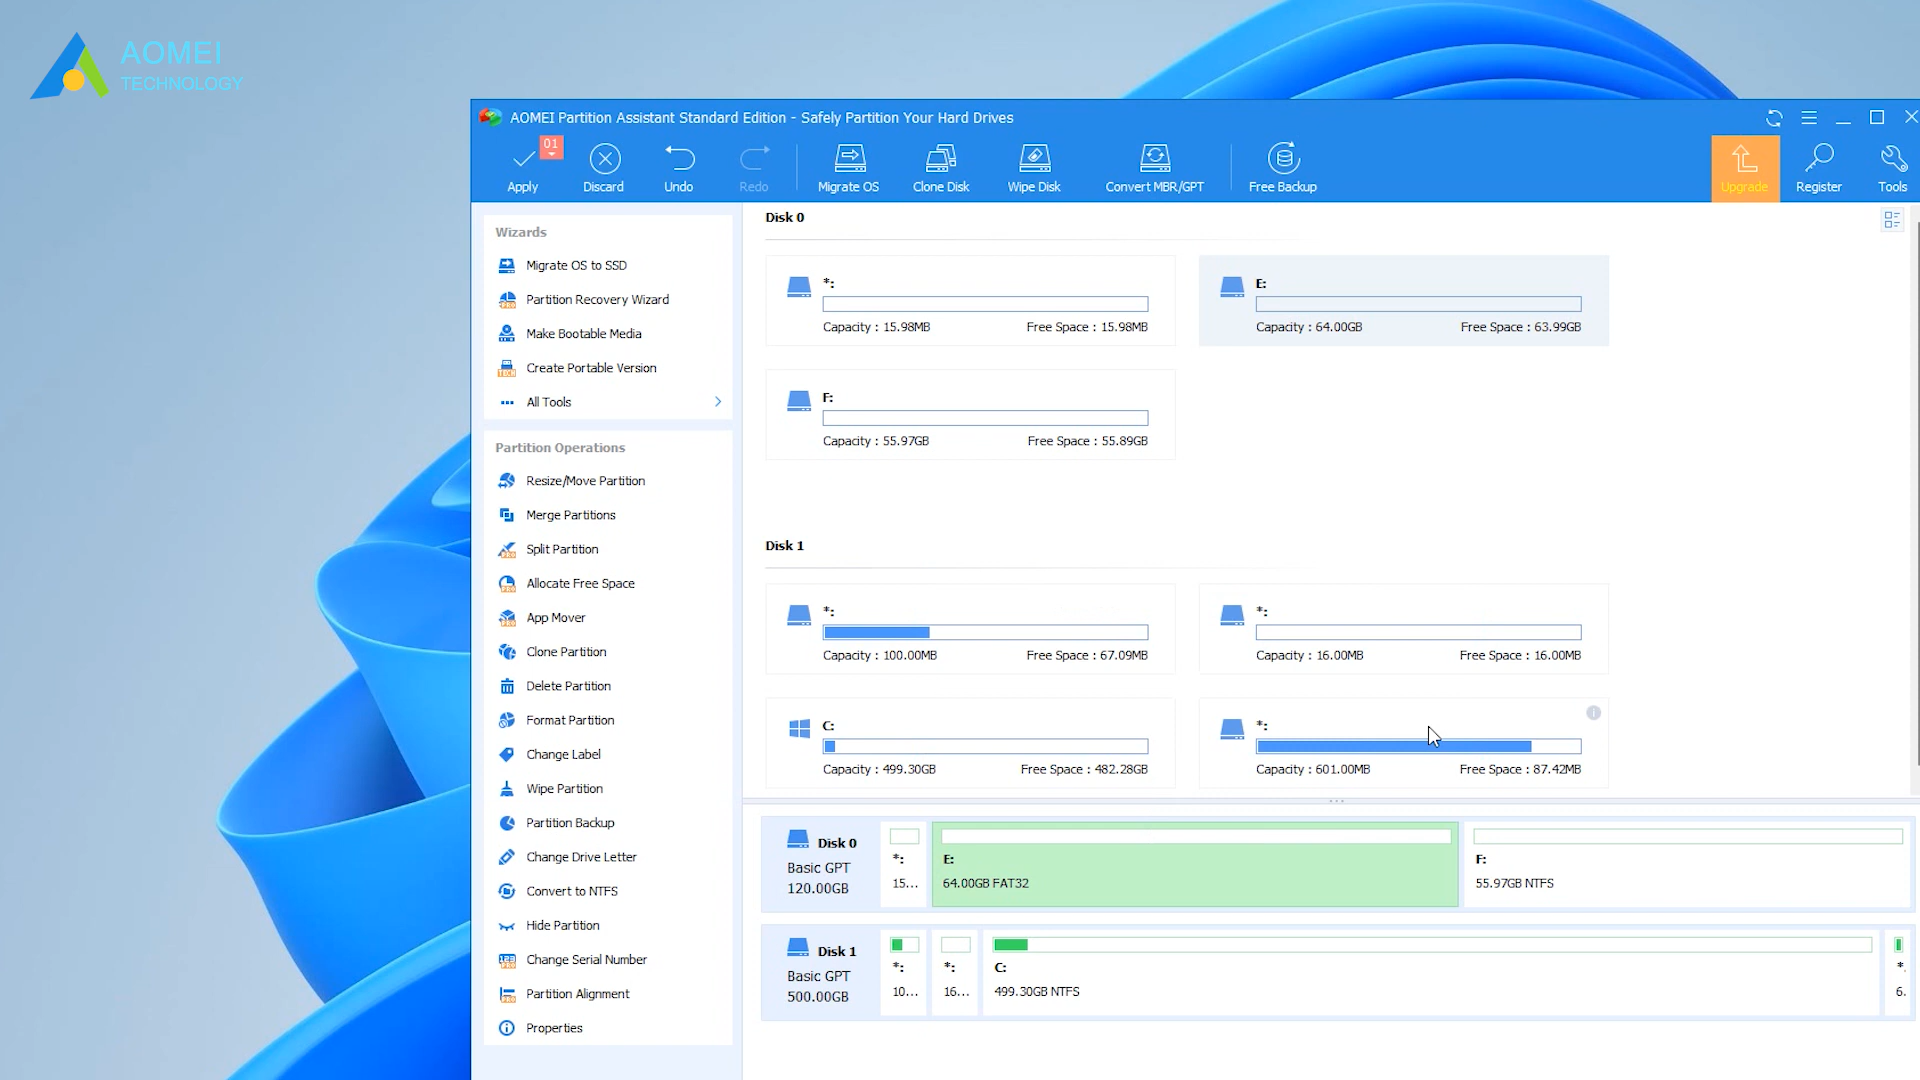 AOMEI
TECHNOLOGY
AOMEI Partition Assistant Standard Edition - Safely Partition Your Hard Drives
01
Apply
Discard
Undo
Redo
Migrate OS
Clone Disk
Wipe Disk
Convert MBR/GPT
Free Backup
Upgrade
Register
Tools
Wizards
Migrate OS to SSD
Partition Recovery Wizard
Make Bootable Media
Create Portable Version
All Tools
Partition Operations
Resize/Move Partition
Merge Partitions
Split Partition
Allocate Free Space
App Mover
Clone Partition
Delete Partition
Format Partition
Change Label
Wipe Partition
Partition Backup
Change Drive Letter
Convert to NTFS
Hide Partition
Change Serial Number
Partition Alignment
Properties
Disk 0
*:
Capacity : 15.98MB Free Space : 15.98MB
E:
Capacity : 64.00GB Free Space : 63.99GB
F:
Capacity : 55.97GB Free Space : 55.89GB
Disk 1
*:
Capacity : 100.00MB Free Space : 67.09MB
*:
Capacity : 16.00MB Free Space : 16.00MB
C:
Capacity : 499.30GB Free Space : 482.28GB
*:
Capacity : 601.00MB Free Space : 87.42MB
Disk 0
Basic GPT
120.00GB
*:
15...
E:
64.00GB FAT32
F:
55.97GB NTFS
Disk 1
Basic GPT
500.00GB
*:
10...
*:
16...
C:
499.30GB NTFS
*.
6.